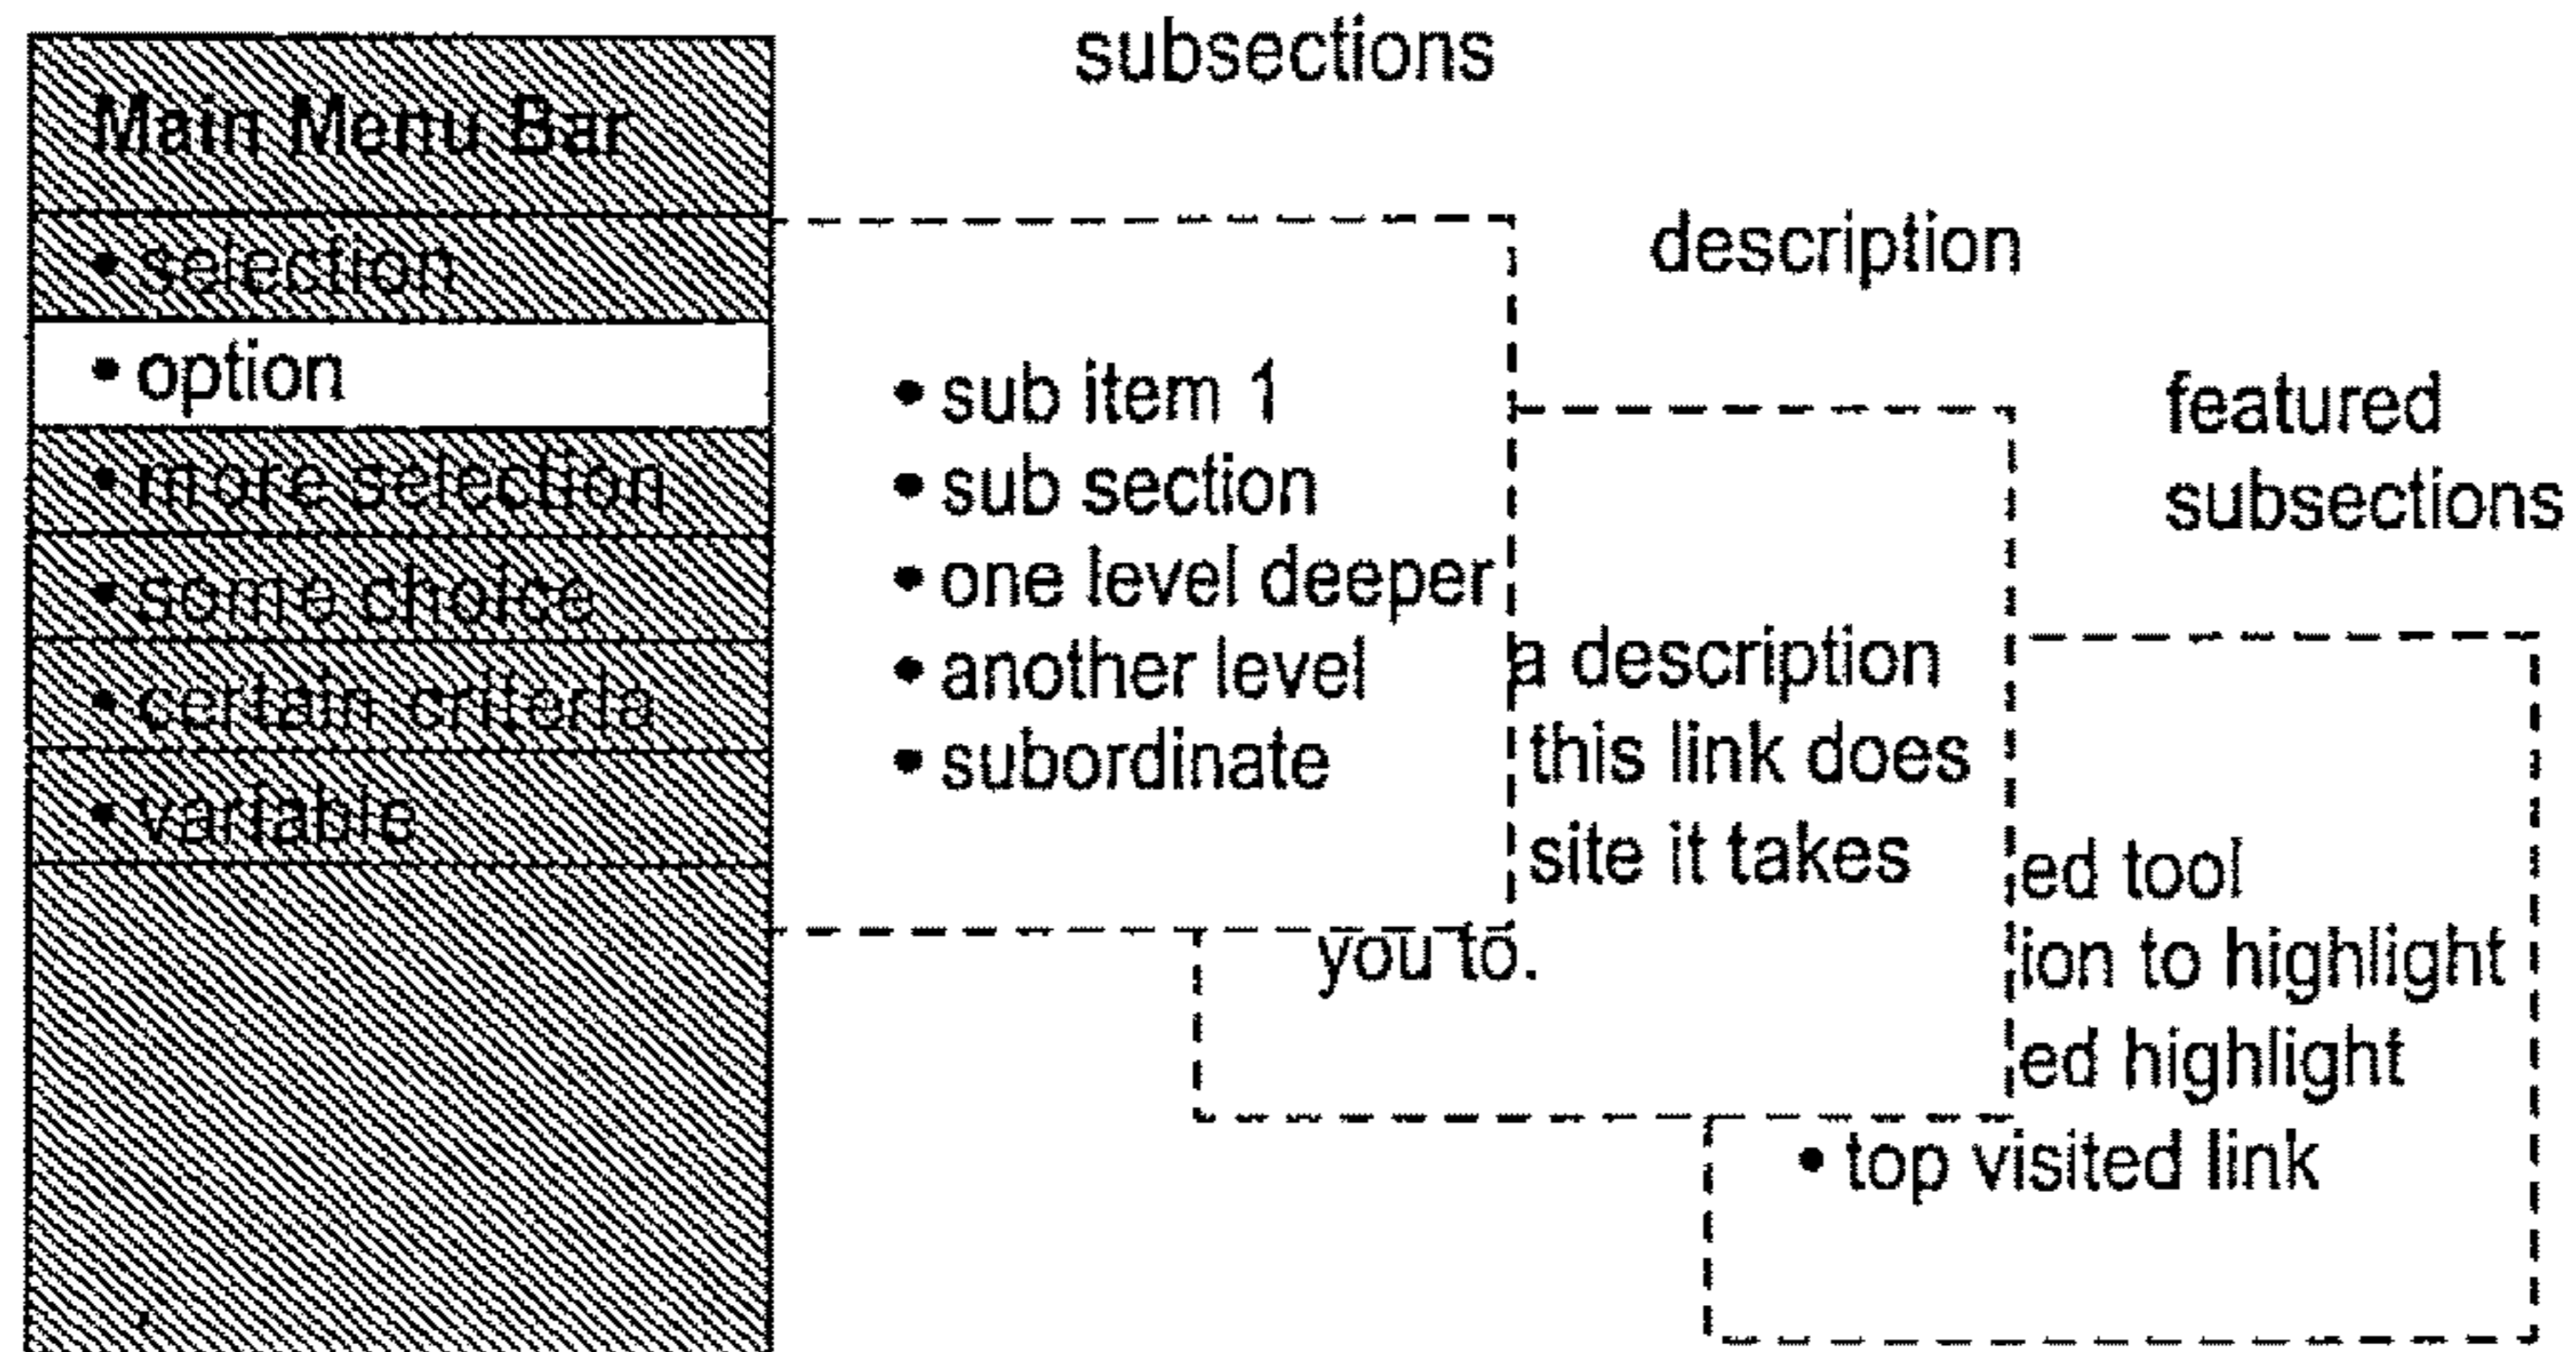 Main Menu Bar
• selection
• option
• more selection
• some choice
• certain criteria
• variable
subsections
• sub item 1
• sub section
• one level deeper
• another level
• subordinate
description
a description
this link does
site it takes
you to.
featured
subsections
ed tool
ion to highlight
ed highlight
• top visited link